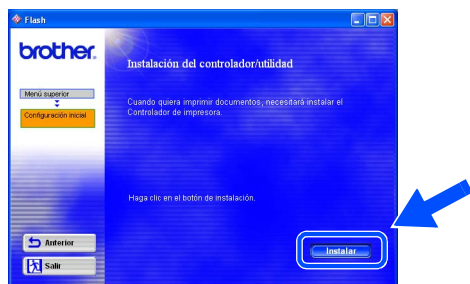 Flash
brother.
Instalación del controlador/utilidad
Menú superior
Configuración inicial
Cuando quiera imprimir documentos, necesitará instalar el
Controlador de impresora.
Haga clic en el botón de instalación.
Anterior
Salir
Instalar